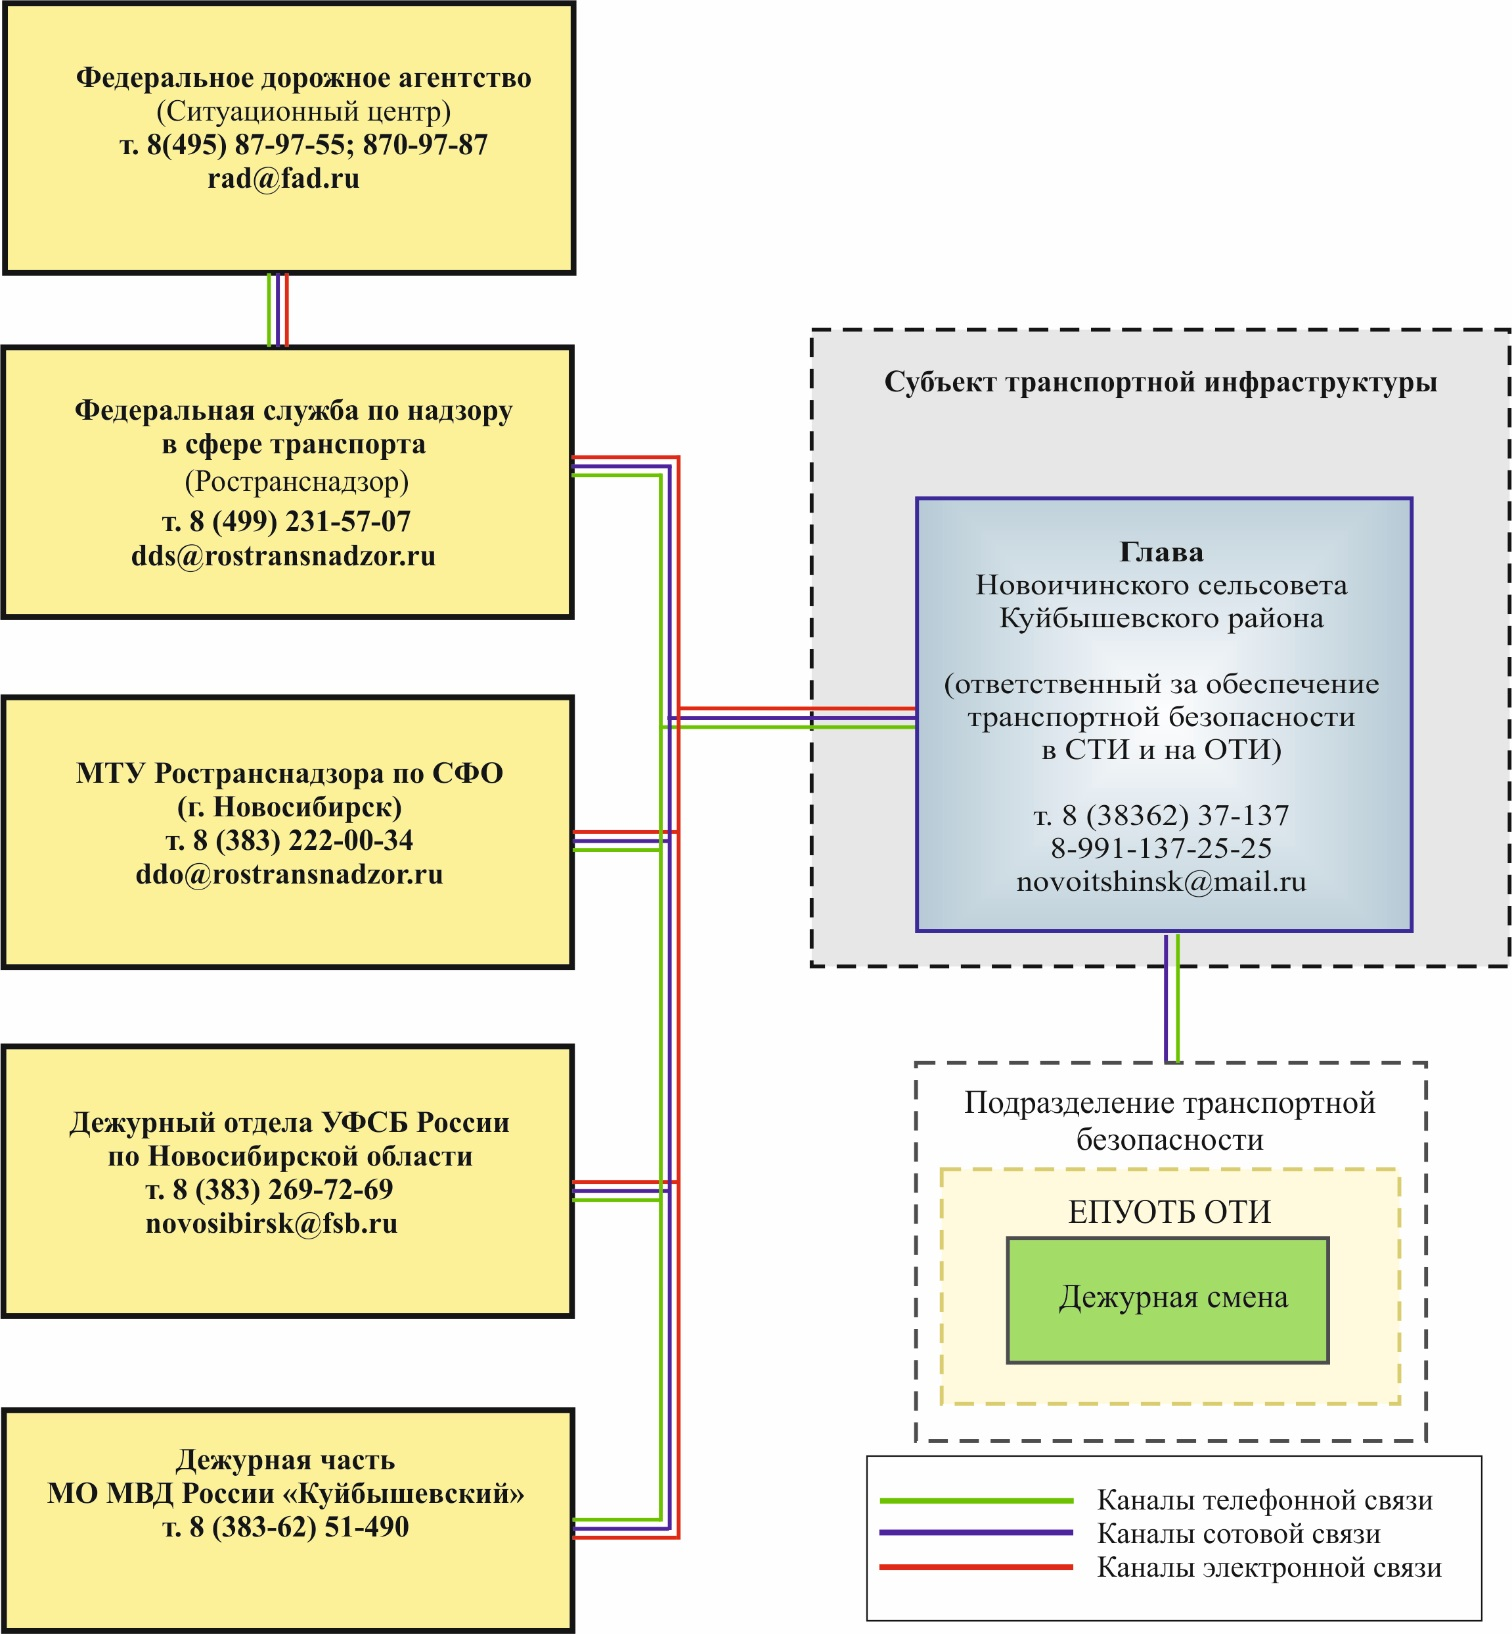 Федеральное дорожное агентство
(Ситуационный центр)
т. 8(495) 87-97-55; 870-97-87
rad@fad.ru
Федеральная служба по надзору
в сфере транспорта
(Ространснадзор)
т. 8 (499) 231-57-07
dds@rostransnadzor.ru
МТУ Ространснадзора по СФО
(г. Новосибирск)
т. 8 (383) 222-00-34
ddo@rostransnadzor.ru
Дежурный отдела УФСБ России
по Новосибирской области
т. 8 (383) 269-72-69
novosibirsk@fsb.ru
Дежурная часть
МО МВД России «Куйбышевский»
т. 8 (383-62) 51-490
Субъект транспортной инфраструктуры
Глава
Новоичинского сельсовета
Куйбышевского района
(ответственный за обеспечение
транспортной безопасности
в СТИ и на ОТИ)
т. 8 (38362) 37-137
8-991-137-25-25
novoitshinsk@mail.ru
Подразделение транспортной
безопасности
ЕПУОТБ ОТИ
Дежурная смена
Каналы телефонной связи
Каналы сотовой связи
Каналы электронной связи